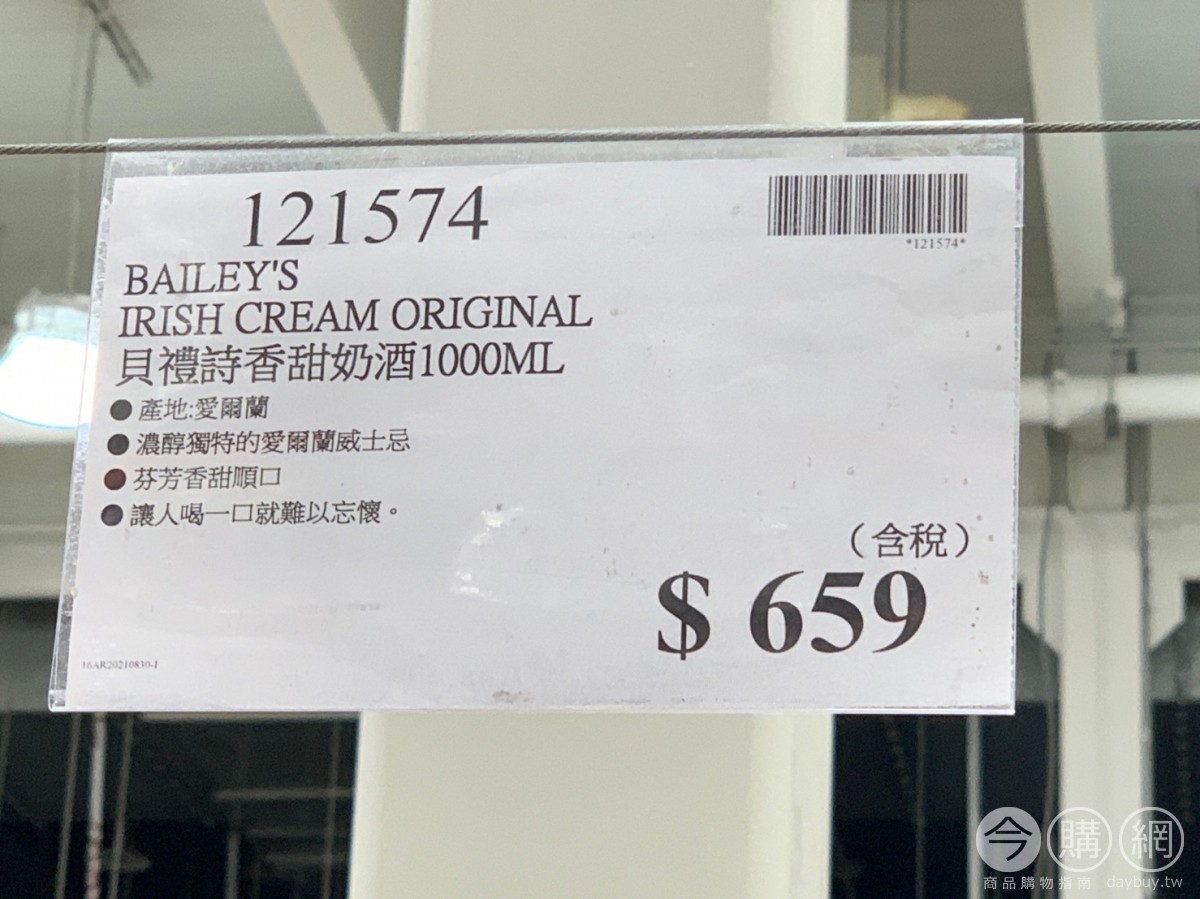 121574
*121574*
BAILEY'S
IRISH CREAM ORIGINAL
貝禮詩香甜奶酒1000ML
● 產地:愛爾蘭
● 濃醇獨特的愛爾蘭威士忌
● 芬芳香甜順口
● 讓人喝一口就難以忘懷。
（含稅）
$ 659
16AR20210830-1
今購網
商品購物指南 daybuy.tw